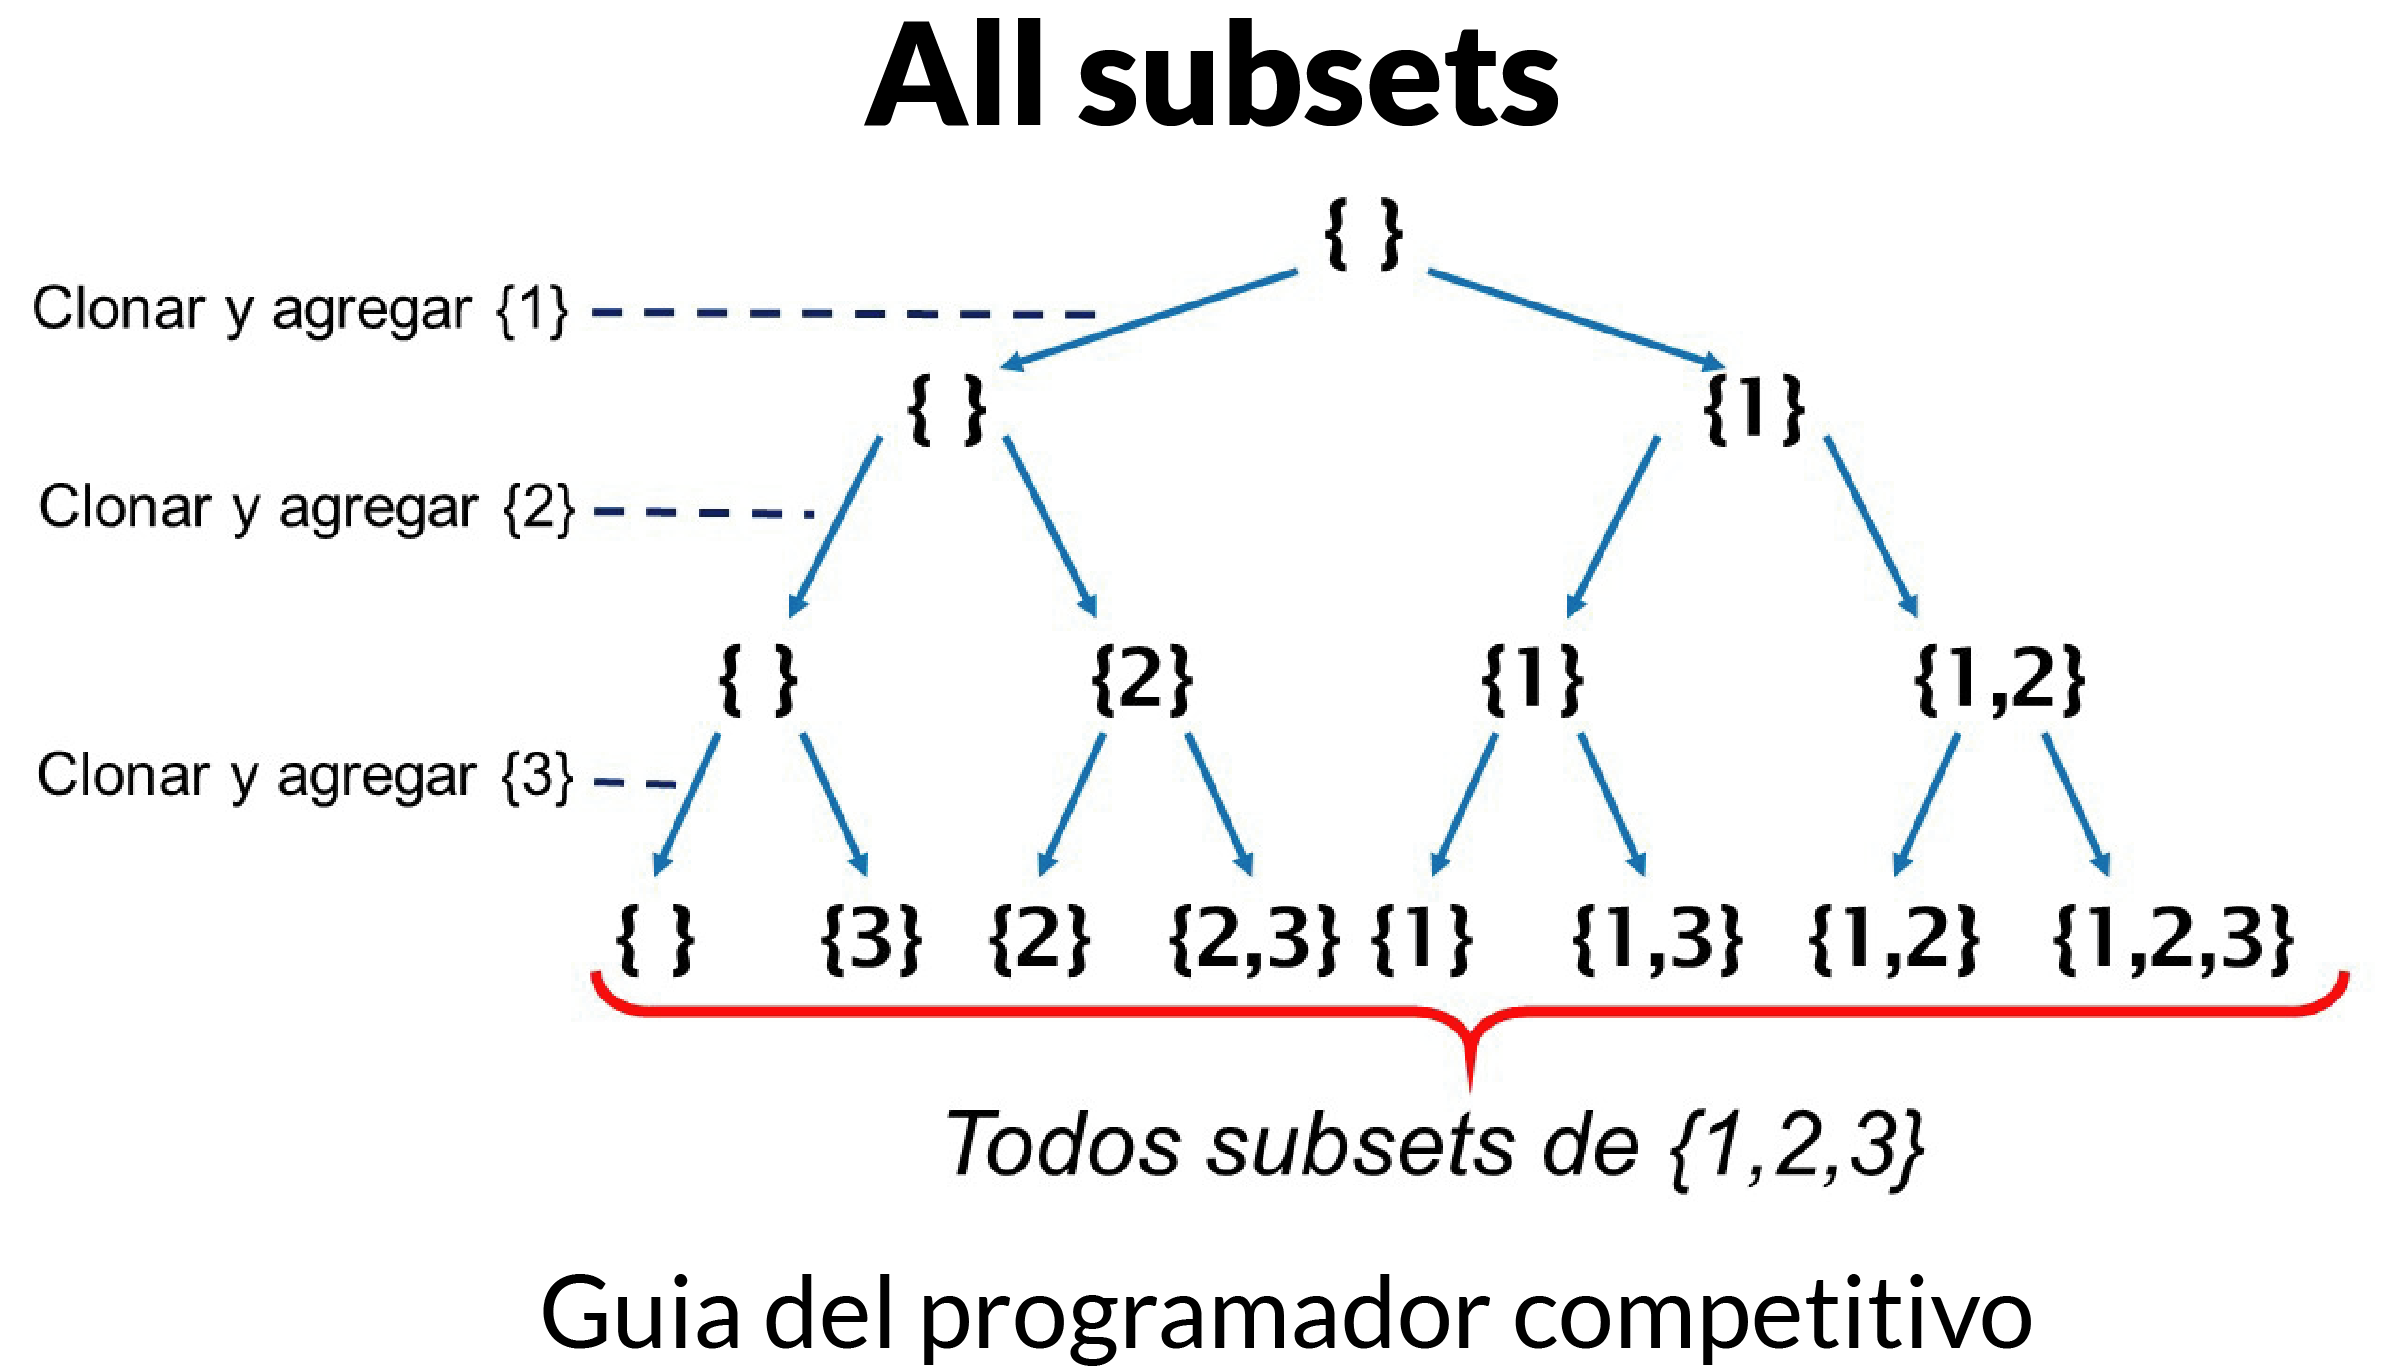 All subsets
{ }
Clonar y agregar {1}
{ } {1}
Clonar y agregar {2}
{ } {2} {1} {1,2}
Clonar y agregar {3}
{ } {3} {2} {2,3} {1} {1,3} {1,2} {1,2,3}
Todos subsets de {1,2,3}
Guia del programador competitivo